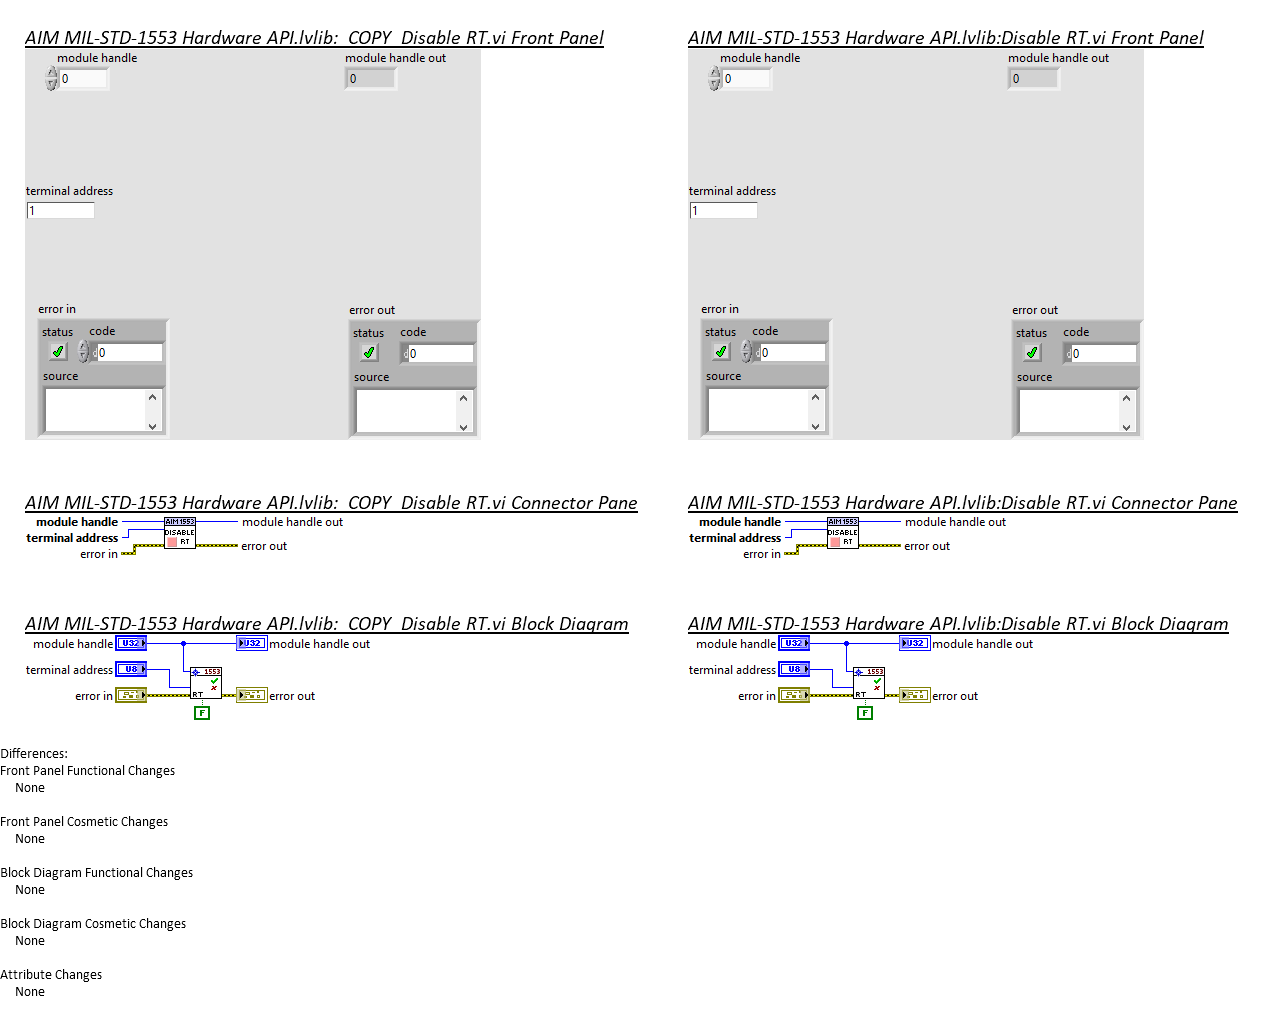 AIM MIL-STD-1553 Hardware API.lvlib:  COPY  Disable RT.vi Front Panel
module handle
module handle out
0
0
terminal address
1
error in
error out
status
code
status
code
d0
d0
source
source
AIM MIL-STD-1553 Hardware API.lvlib:Disable RT.vi Front Panel
module handle
module handle out
0
0
terminal address
1
error in
error out
status
code
status
code
d0
d0
source
source
AIM MIL-STD-1553 Hardware API.lvlib:  COPY  Disable RT.vi Connector Pane
module handle
AIM1553
module handle out
terminal address
DISABLE
error in
RT
error out
AIM MIL-STD-1553 Hardware API.lvlib:Disable RT.vi Connector Pane
module handle
AIM1553
module handle out
terminal address
DISABLE
error in
RT
error out
AIM MIL-STD-1553 Hardware API.lvlib:  COPY  Disable RT.vi Block Diagram
module handle
U32
U32
module handle out
terminal address
U8
1553
error in
RT
error out
F
AIM MIL-STD-1553 Hardware API.lvlib:Disable RT.vi Block Diagram
module handle
U32
U32
module handle out
terminal address
U8
1553
error in
RT
error out
F
Differences:
Front Panel Functional Changes
None
Front Panel Cosmetic Changes
None
Block Diagram Functional Changes
None
Block Diagram Cosmetic Changes
None
Attribute Changes
None